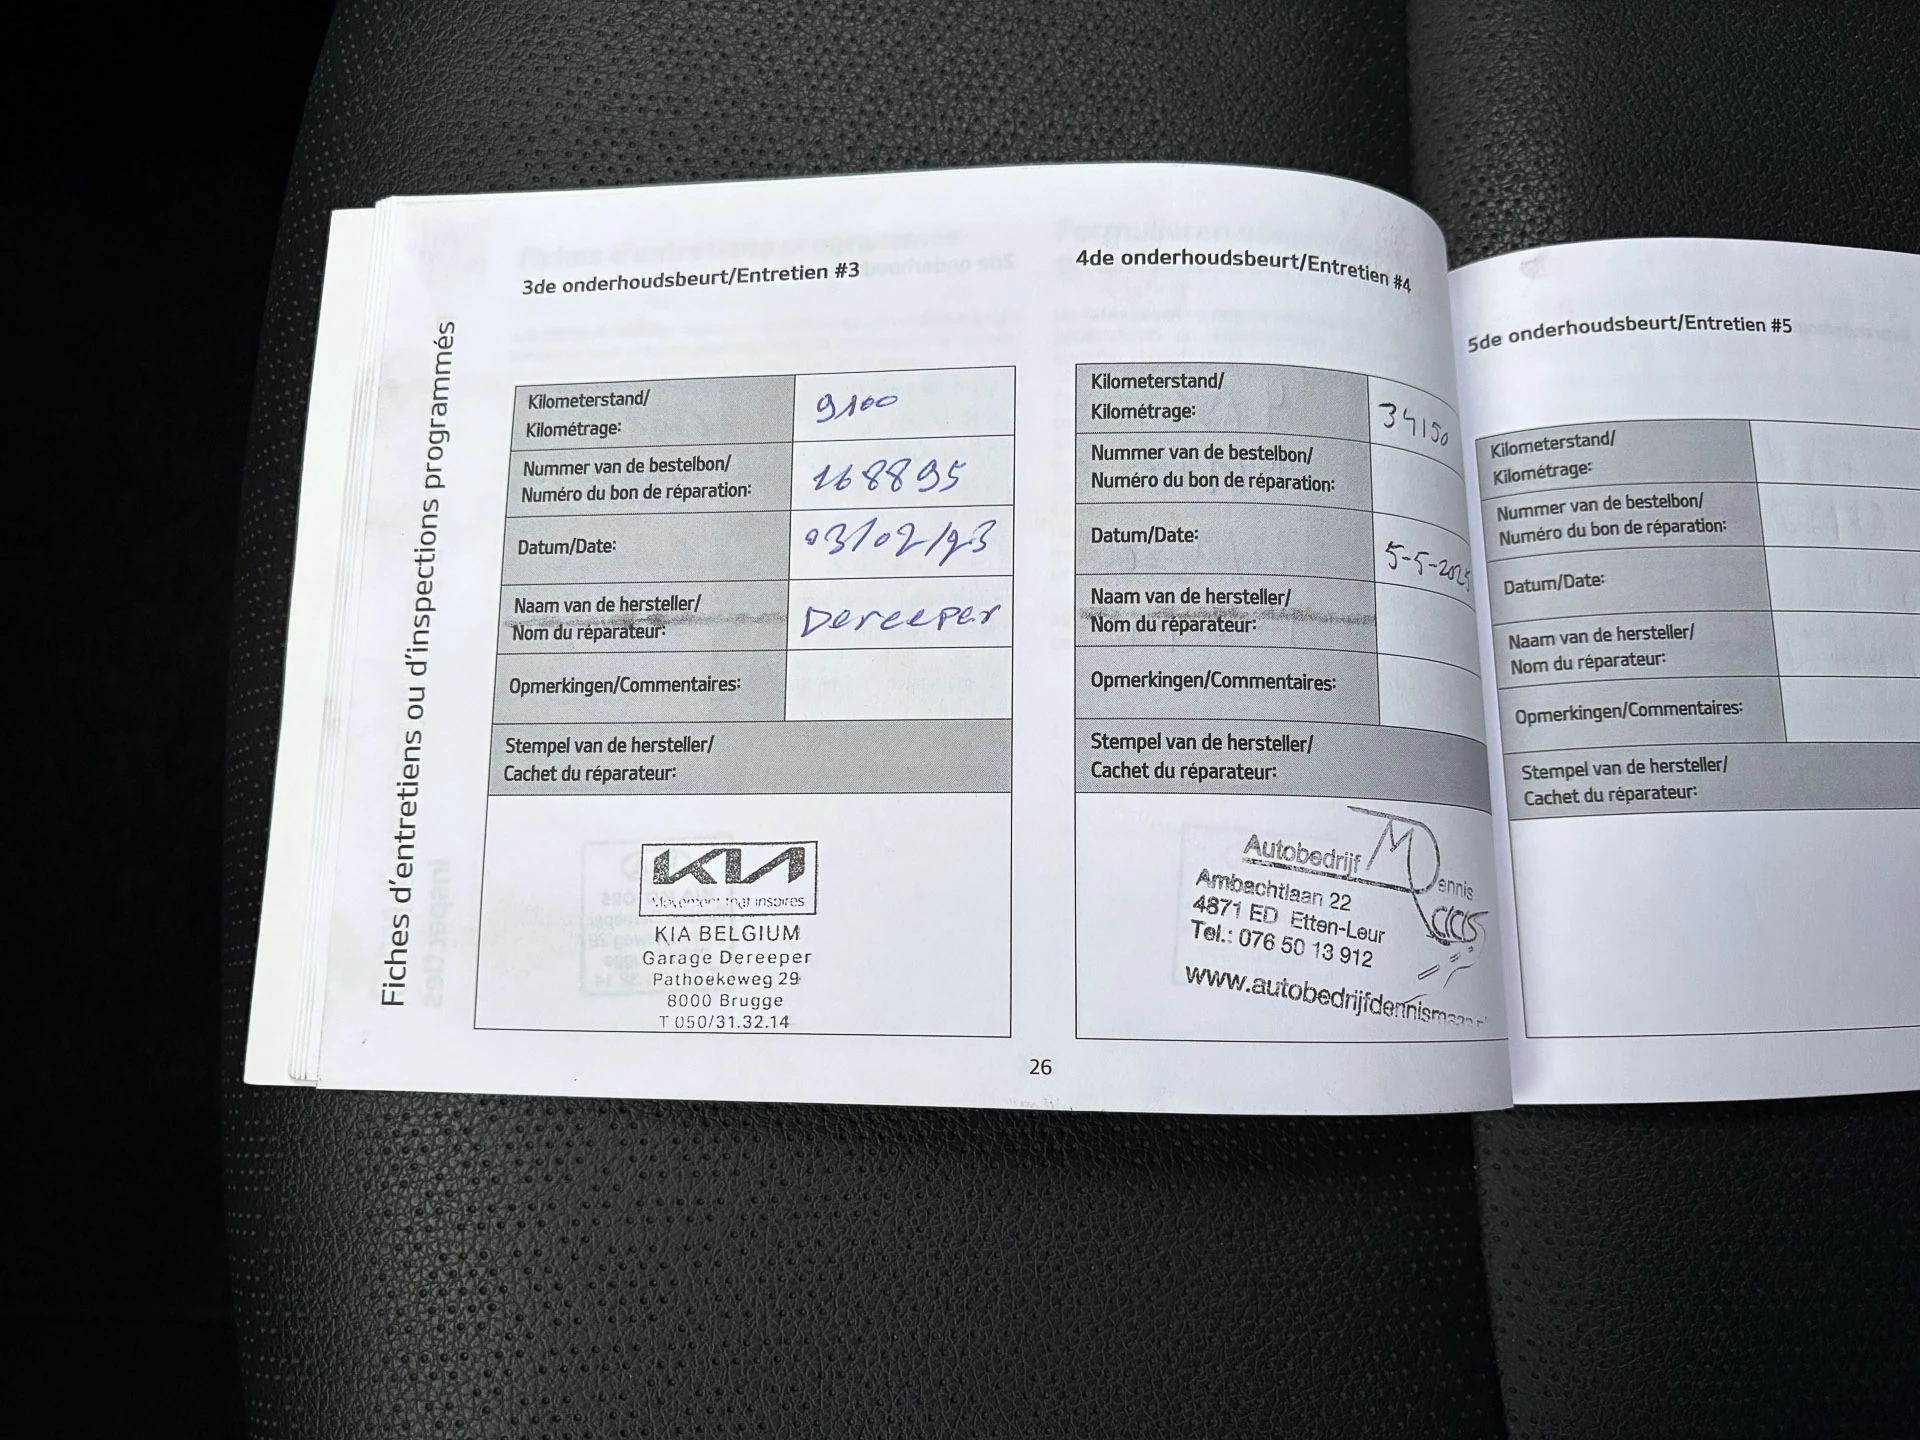 Fiches d'entretiens ou d'inspections programmés
3de onderhoudsbeurt/Entretien #3
Kilometerstand/
Kilométrage:
9100
Nummer van de bestelbon/
Numéro du bon de réparation:
168895
Datum/Date:
03/02/23
Naam van de hersteller/
Nom du réparateur:
Dereeper
Opmerkingen/Commentaires:
Stempel van de hersteller/
Cachet du réparateur:
KIA
Movement that inspires
KIA BELGIUM
Garage Dereeper
Pathoekeweg 29
8000 Brugge
T 050/31.32.14
4de onderhoudsbeurt/Entretien #4
Kilometerstand/
Kilométrage:
34150
Nummer van de bestelbon/
Numéro du bon de réparation:
Datum/Date:
5-5-2025
Naam van de hersteller/
Nom du réparateur:
Opmerkingen/Commentaires:
Stempel van de hersteller/
Cachet du réparateur:
Autobedrijf Dennis
Ambachtlaan 22
4871 ED Etten-Leur
Tel.: 076 50 13 912
www.autobedrijfdennismaas.nl
26
5de onderhoudsbeurt/Entretien #5
Kilometerstand/
Kilométrage:
Nummer van de bestelbon/
Numéro du bon de réparation:
Datum/Date:
Naam van de hersteller/
Nom du réparateur:
Opmerkingen/Commentaires:
Stempel van de hersteller/
Cachet du réparateur: